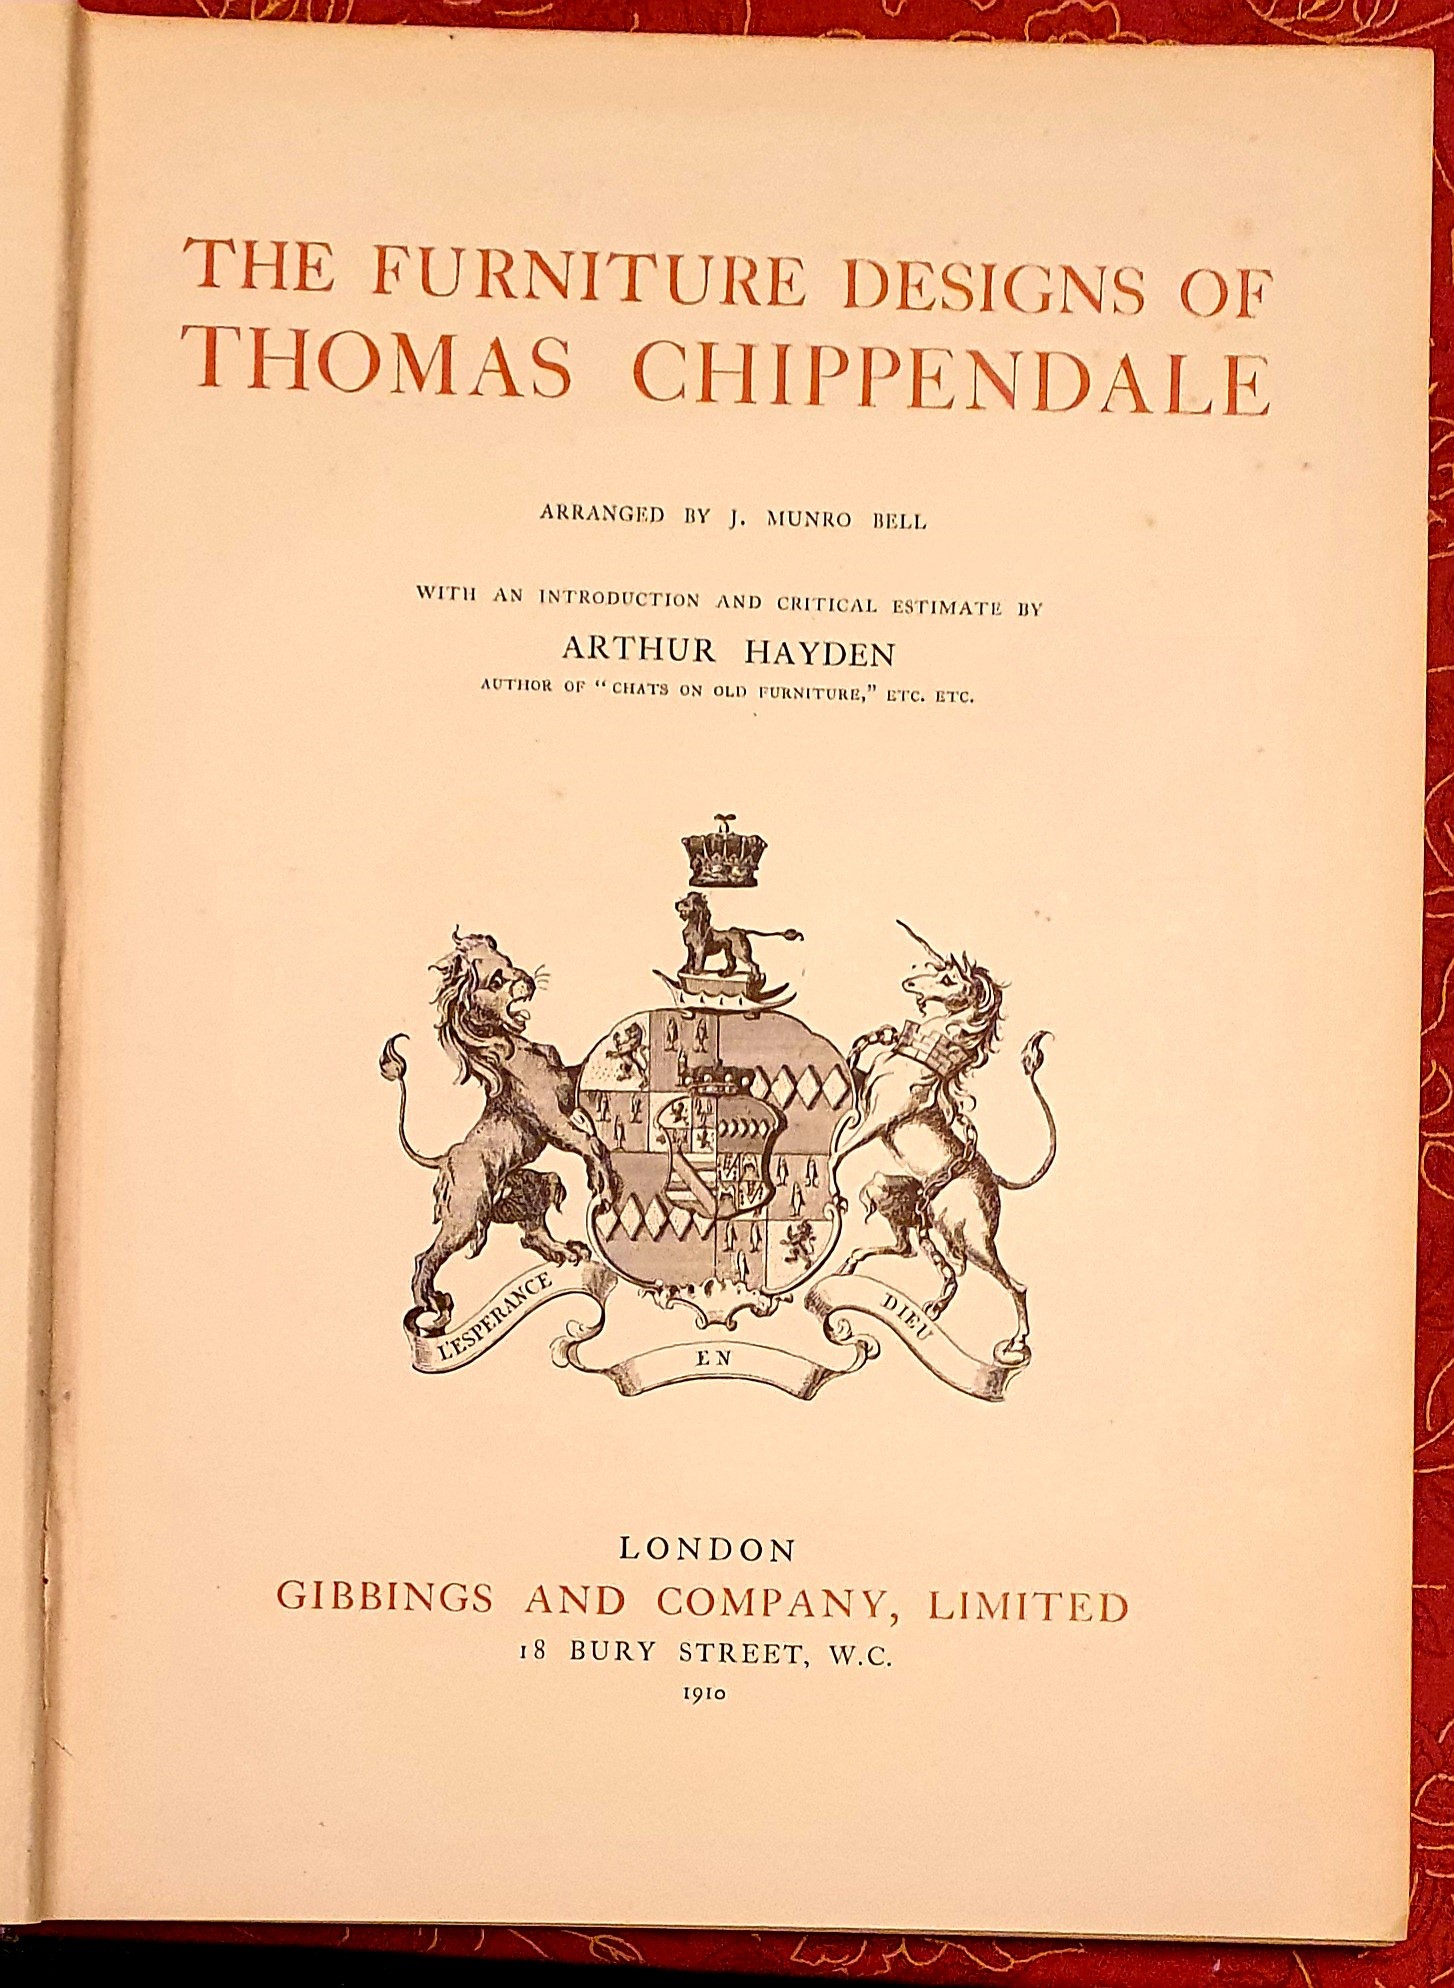 THE FURNITURE DESIGNS OF
THOMAS CHIPPENDALE
ARRANGED BY J. MUNRO BELL
WITH AN INTRODUCTION AND CRITICAL ESTIMATE BY
ARTHUR HAYDEN
AUTHOR OF “CHATS ON OLD FURNITURE,” ETC. ETC.
L'ESPERANCE
EN
DIEU
LONDON
GIBBINGS AND COMPANY, LIMITED
18 BURY STREET, W.C.
1910